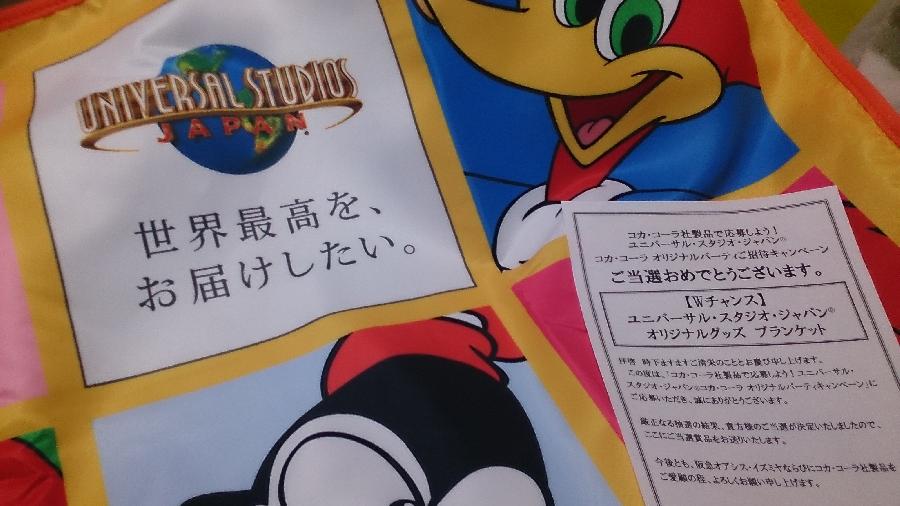 UNIVERSAL STUDIOS
JAPAN®
世界最高を、
お届けしたい。
コカ・コーラ社製品で応募しよう！
ユニバーサル・スタジオ・ジャパン®
コカ・コーラ オリジナルパーティご招待キャンペーン
ご当選おめでとうございます。
【Wチャンス】
ユニバーサル・スタジオ・ジャパン®
オリジナルグッズ ブランケット
拝啓 時下ますますご清栄のこととお慶び申し上げます。
この度は、「コカ・コーラ社製品で応募しよう！ユニバーサル・
スタジオ・ジャパン®コカ・コーラ オリジナルパーティキャンペーン」に
ご応募いただき、誠にありがとうございます。
厳正なる抽選の結果、貴方様のご当選が決定いたしましたので、
ここにご当選賞品をお送りいたします。
今後とも、阪急オアシス・イズミヤならびにコカ・コーラ社製品を
ご愛顧の程、よろしくお願い申し上げます。